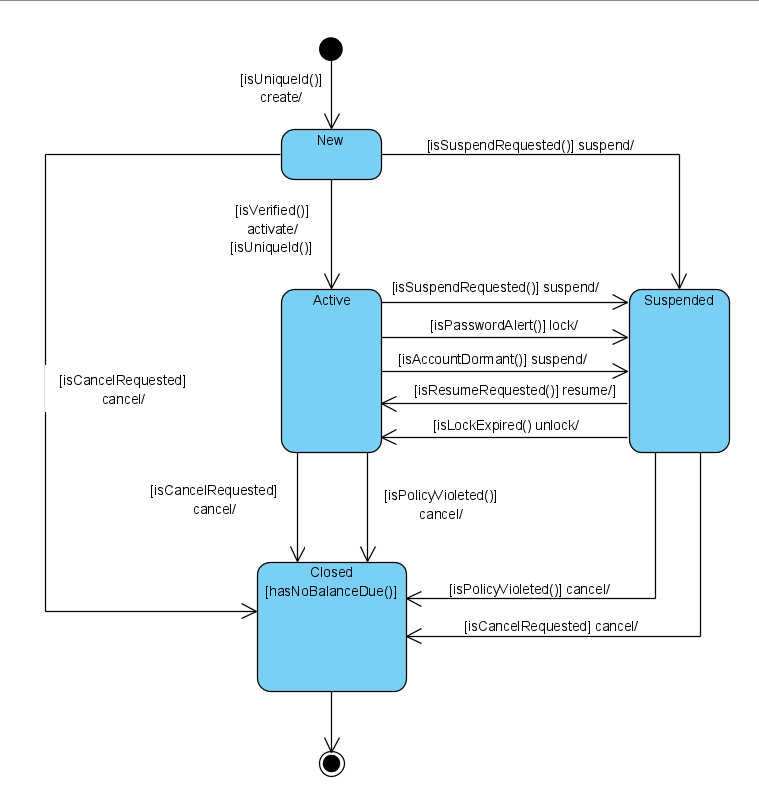 [isUniqueId()]
create/
New
[isSuspendRequested()] suspend/
[isVerified()]
activate/
[isUniqueId()]
[isSuspendRequested()] suspend/
Active
Suspended
[isPasswordAlert()] lock/
[isAccountDormant()] suspend/
[isCancelRequested]
cancel/
[isResumeRequested()] resume/]
[isLockExpired() unlock/
[isCancelRequested]
cancel/
[isPolicyVioleted()]
cancel/
Closed
[hasNoBalanceDue()]
[isPolicyVioleted()] cancel/
[isCancelRequested] cancel/